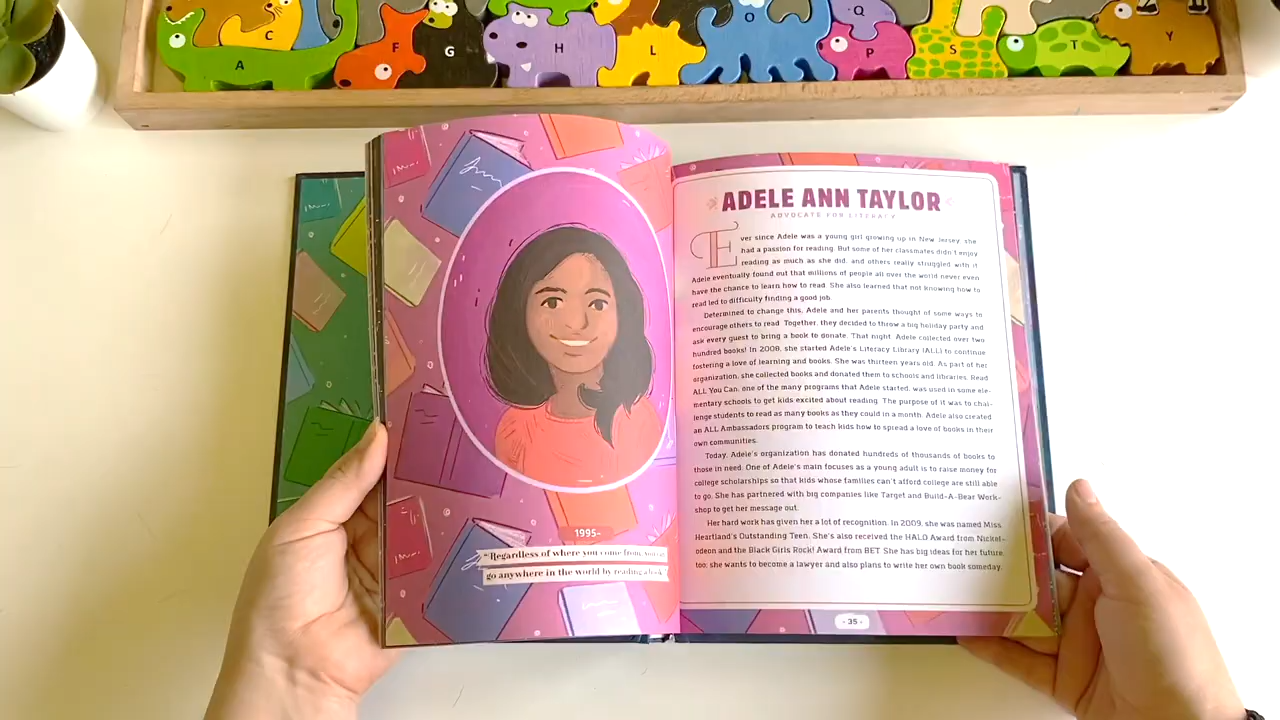 C
A
F
G
H
L
O
Q
P
S
T
Y
1995-
"Regardless of where you come from, you can
go anywhere in the world by reading a book."
ADELE ANN TAYLOR
ADVOCATE FOR LITERACY
Ever since Adele was a young girl growing up in New Jersey, she
had a passion for reading. But some of her classmates didn't enjoy
reading as much as she did, and others really struggled with it.
Adele eventually found out that millions of people all over the world never even
have the chance to learn how to read. She also learned that not knowing how to
read led to difficulty finding a good job.
Determined to change this, Adele and her parents thought of some ways to
encourage others to read. Together, they decided to throw a big holiday party and
ask every guest to bring a book to donate. That night, Adele collected over two
hundred books! In 2008, she started Adele's Literacy Library (ALL) to continue
fostering a love of learning and books. She was thirteen years old. As part of her
organization, she collected books and donated them to schools and libraries. Read
ALL You Can, one of the many programs that Adele started, was used in some ele-
mentary schools to get kids excited about reading. The purpose of it was to chal-
lenge students to read as many books as they could in a month. Adele also created
an ALL Ambassadors program to teach kids how to spread a love of books in their
own communities.
Today, Adele's organization has donated hundreds of thousands of books to
those in need. One of Adele's main focuses as a young adult is to raise money for
college scholarships so that kids whose families can't afford college are still able
to go. She has partnered with big companies like Target and Build-A-Bear Work-
shop to get her message out.
Her hard work has given her a lot of recognition. In 2009, she was named Miss
Heartland's Outstanding Teen. She's also received the HALO Award from Nickel-
odeon and the Black Girls Rock! Award from BET. She has big ideas for her future,
too; she wants to become a lawyer and also plans to write her own book someday.
- 35 -